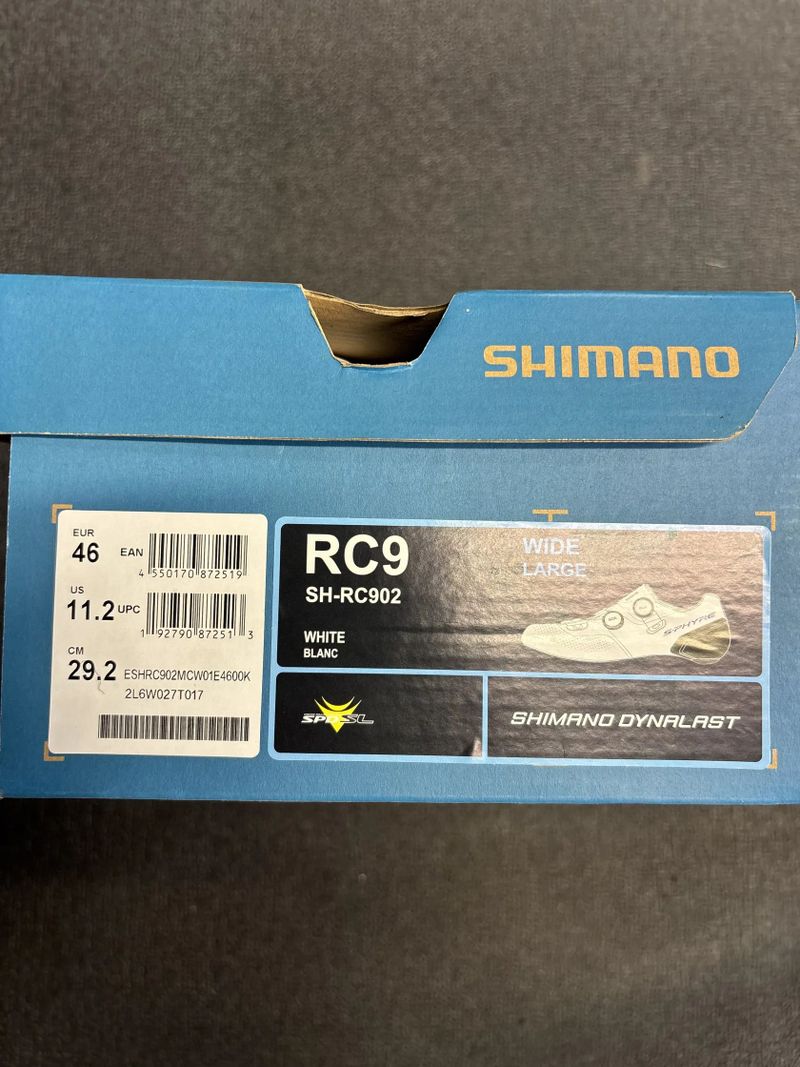 SHIMANO
EUR
46
EAN
4 550170 872519
US
11.2
UPC
1 92790 87251 3
CM
29.2
ESHRC902MCW01E4600K
2L6W027T017
RC9
SH-RC902
WHITE
BLANC
WIDE
LARGE
S-PHYRE
SPD-SL
SHIMANO DYNALAST